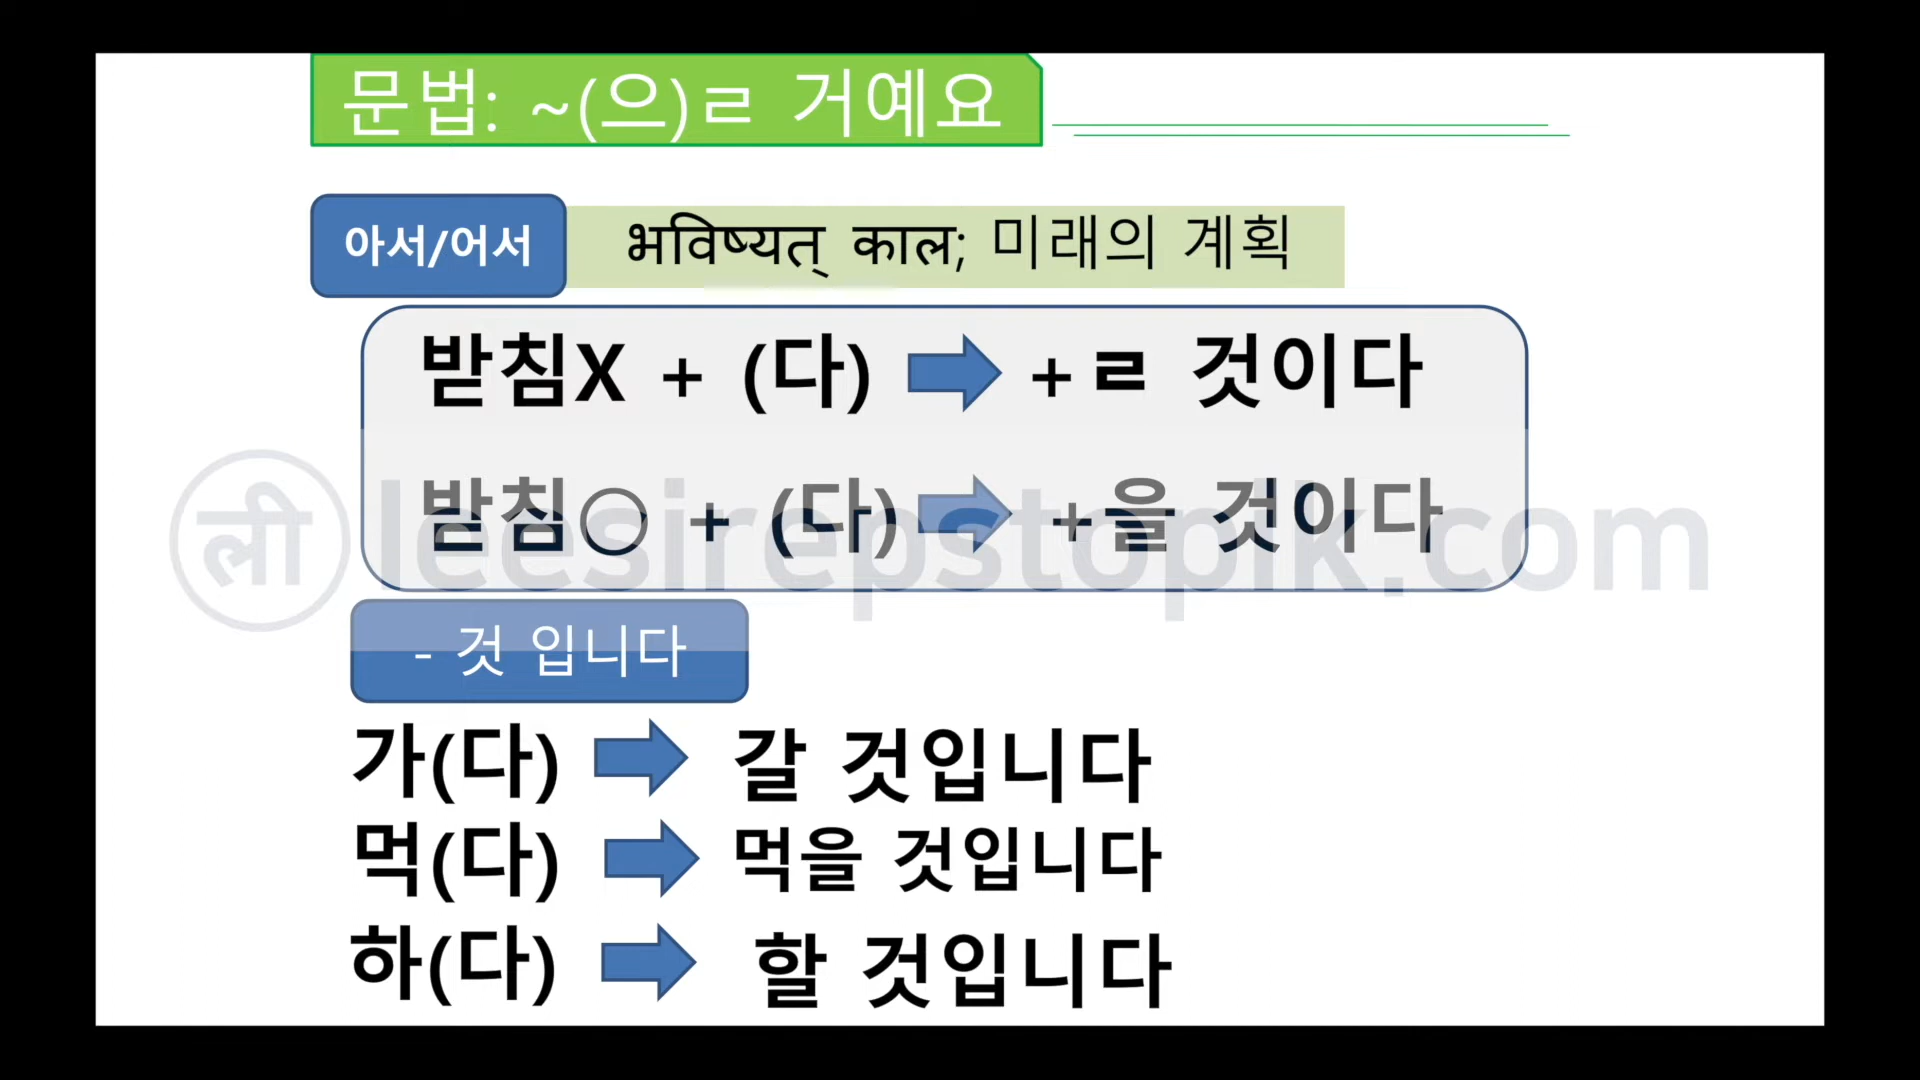 문법: ~(으)ㄹ 거예요
아서/어서
भविष्यत् काल; 미래의 계획
받침X + (다) ➡ +ㄹ 것이다
받침○ + (다) ➡ +을 것이다
ली leesirepstopik.com
- 것 입니다
가(다) ➡ 갈 것입니다
먹(다) ➡ 먹을 것입니다
하(다) ➡ 할 것입니다